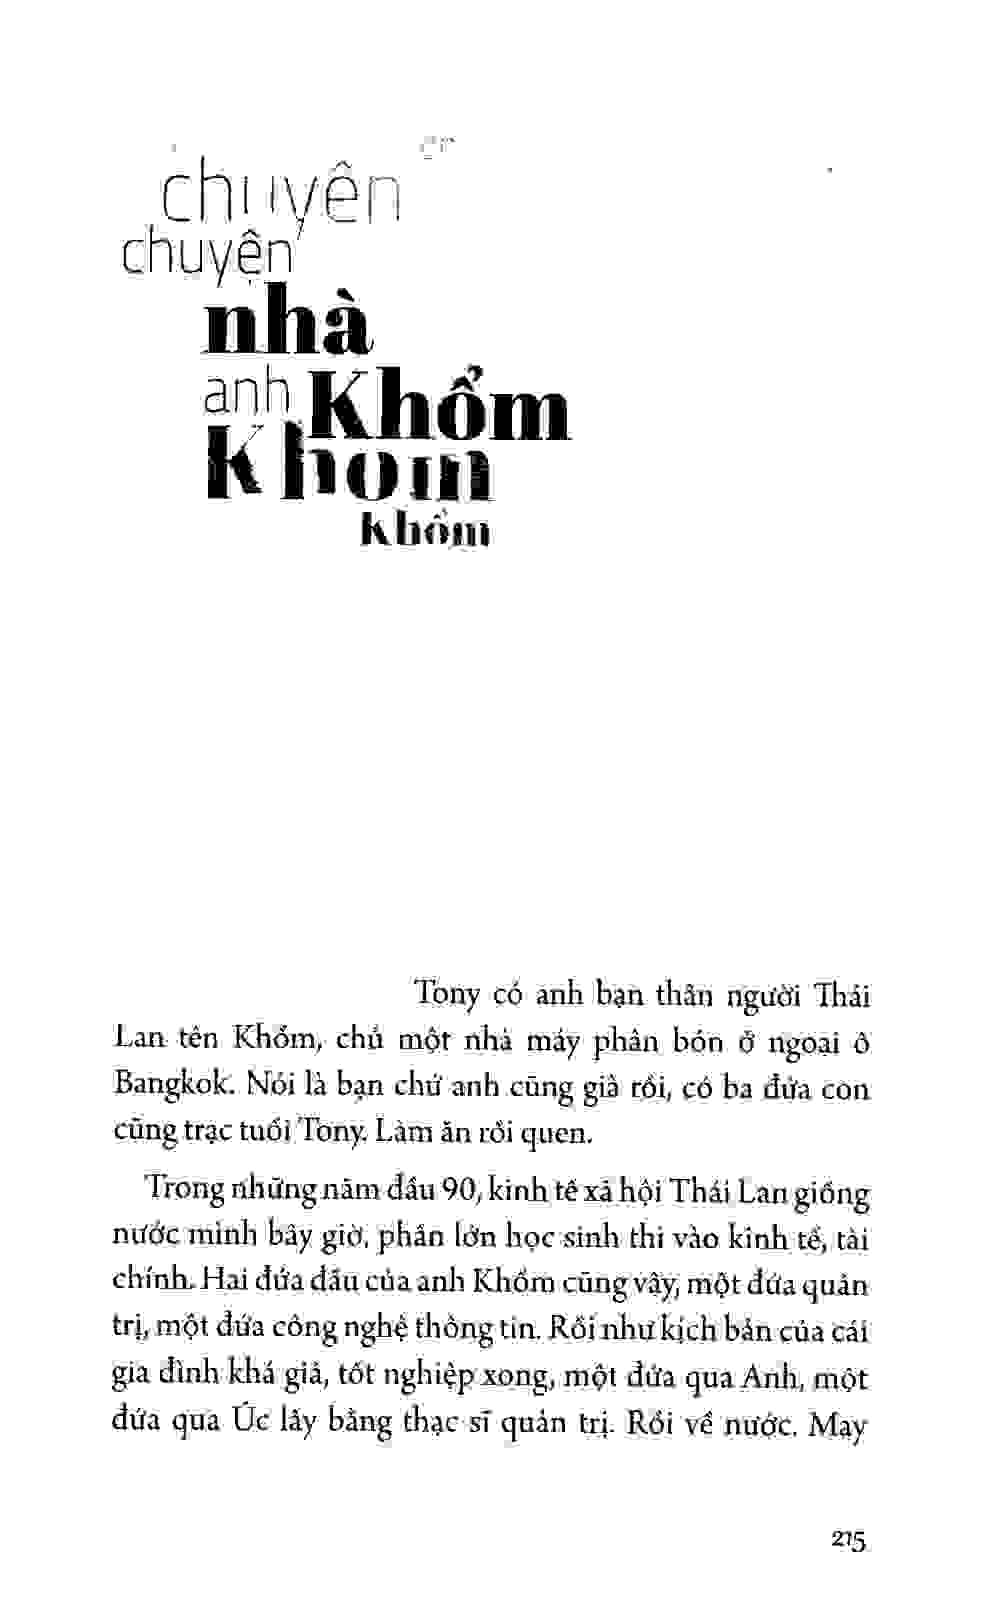 chuyên
chuyện
nhà
anh Khổm
Khom
Khổm
Tony có anh bạn thân người Thái
Lan tên Khổm, chủ một nhà máy phân bón ở ngoại ô
Bangkok. Nói là bạn chứ anh cũng già rồi, có ba đứa con
cũng trạc tuổi Tony. Làm ăn rồi quen.
Trong những năm đầu 90, kinh tế xã hội Thái Lan giống
nước mình bây giờ, phần lớn học sinh thi vào kinh tế, tài
chính. Hai đứa đầu của anh Khổm cũng vậy, một đứa quản
trị, một đứa công nghệ thông tin. Rồi như kịch bản của cái
gia đình khá giả, tốt nghiệp xong, một đứa qua Anh, một
đứa qua Úc lấy bằng thạc sĩ quản trị. Rồi về nước. May
215